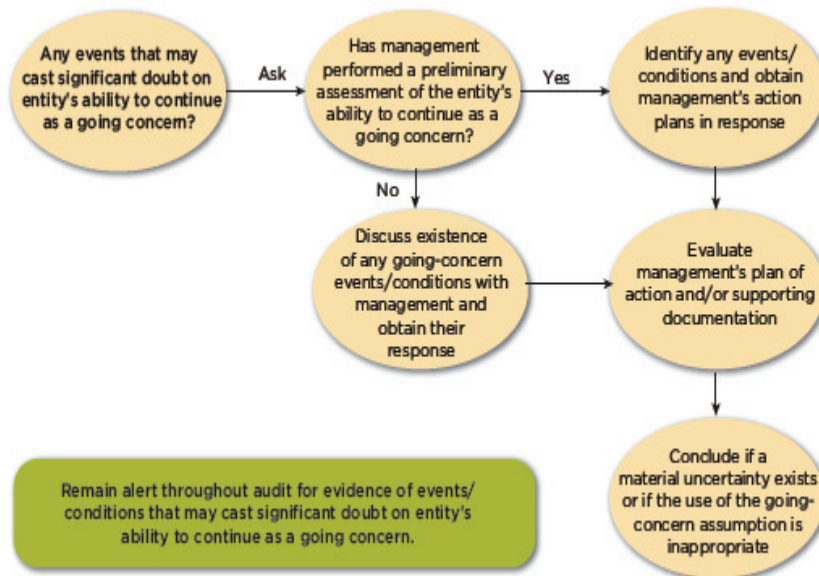 Any events that may
cast significant doubt on
entity's ability to continue
as a going concern?
Ask
Has management
performed a preliminary
assessment of the entity's
ability to continue as a
going concern?
Yes
Identify any events/
conditions and obtain
management's action
plans in response
No
Discuss existence
of any going-concern
events/conditions with
management and
obtain their
response
Evaluate
management's plan of
action and/or supporting
documentation
Conclude if a
material uncertainty exists
or if the use of the going-
concern assumption is
inappropriate
Remain alert throughout audit for evidence of events/
conditions that may cast significant doubt on entity's
ability to continue as a going concern.